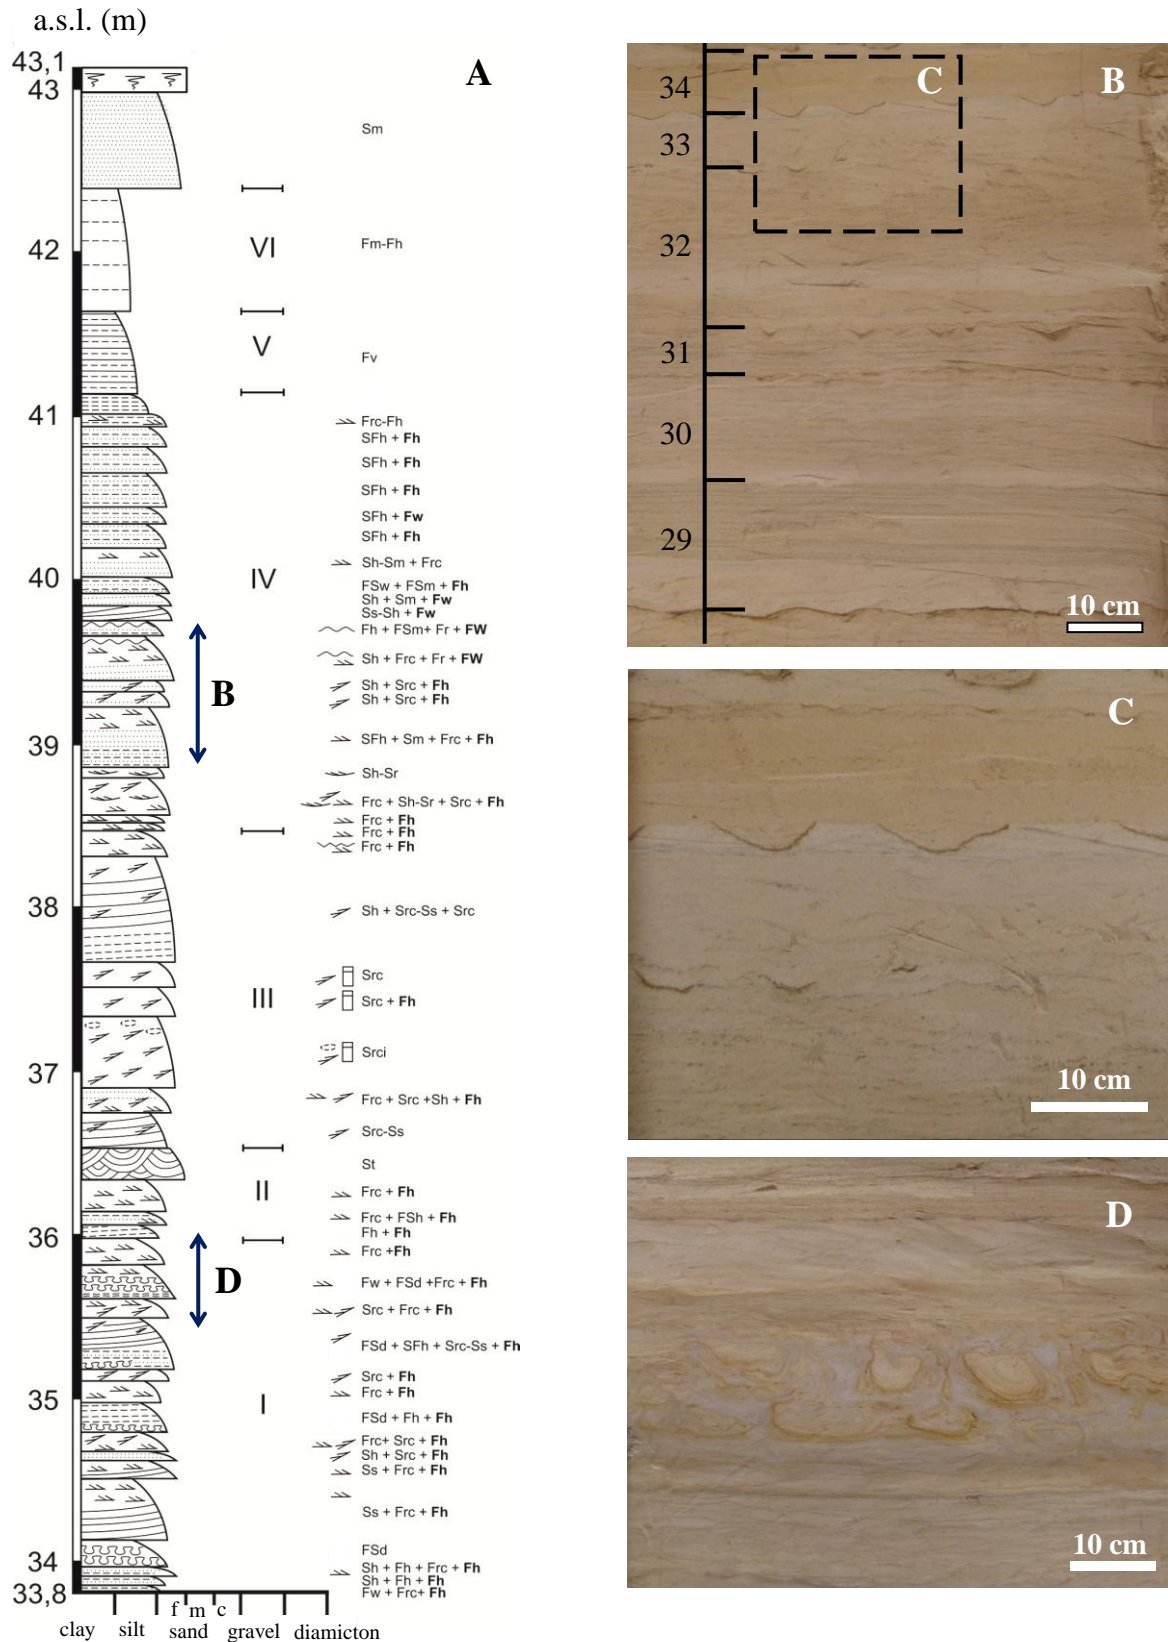 a.s.l. (m)
A
43,1
43
42
41
40
39
38
37
36
35
34
33,8
VI
V
IV
III
II
I
B
D
Sm
Fm-Fh
Fv
Frc-Fh
SFh + Fh
SFh + Fh
SFh + Fh
SFh + Fw
SFh + Fh
Sh-Sm + Frc
FSw + FSm + Fh
Sh + Sm + Fw
Ss-Sh + Fw
Fh + FSm+ Fr + FW
Sh + Frc + Fr + FW
Sh + Src + Fh
Sh + Src + Fh
SFh + Sm + Frc + Fh
Sh-Sr
Frc + Sh-Sr + Src + Fh
Frc + Fh
Frc + Fh
Frc + Fh
Sh + Src-Ss + Src
Src
Src + Fh
Srci
Frc + Src +Sh + Fh
Src-Ss
St
Frc + Fh
Frc + FSh + Fh
Fh + Fh
Frc +Fh
Fw + FSd +Frc + Fh
Src + Frc + Fh
FSd + SFh + Src-Ss + Fh
Src + Fh
Frc + Fh
FSd + Fh + Fh
Frc+ Src + Fh
Sh + Src + Fh
Ss + Frc + Fh
Ss + Frc + Fh
FSd
Sh + Fh + Frc + Fh
Sh + Fh + Fh
Fw + Frc+ Fh
f m c
clay silt sand gravel diamicton
C B
34
33
32
31
30
29
10 cm
C
10 cm
D
10 cm